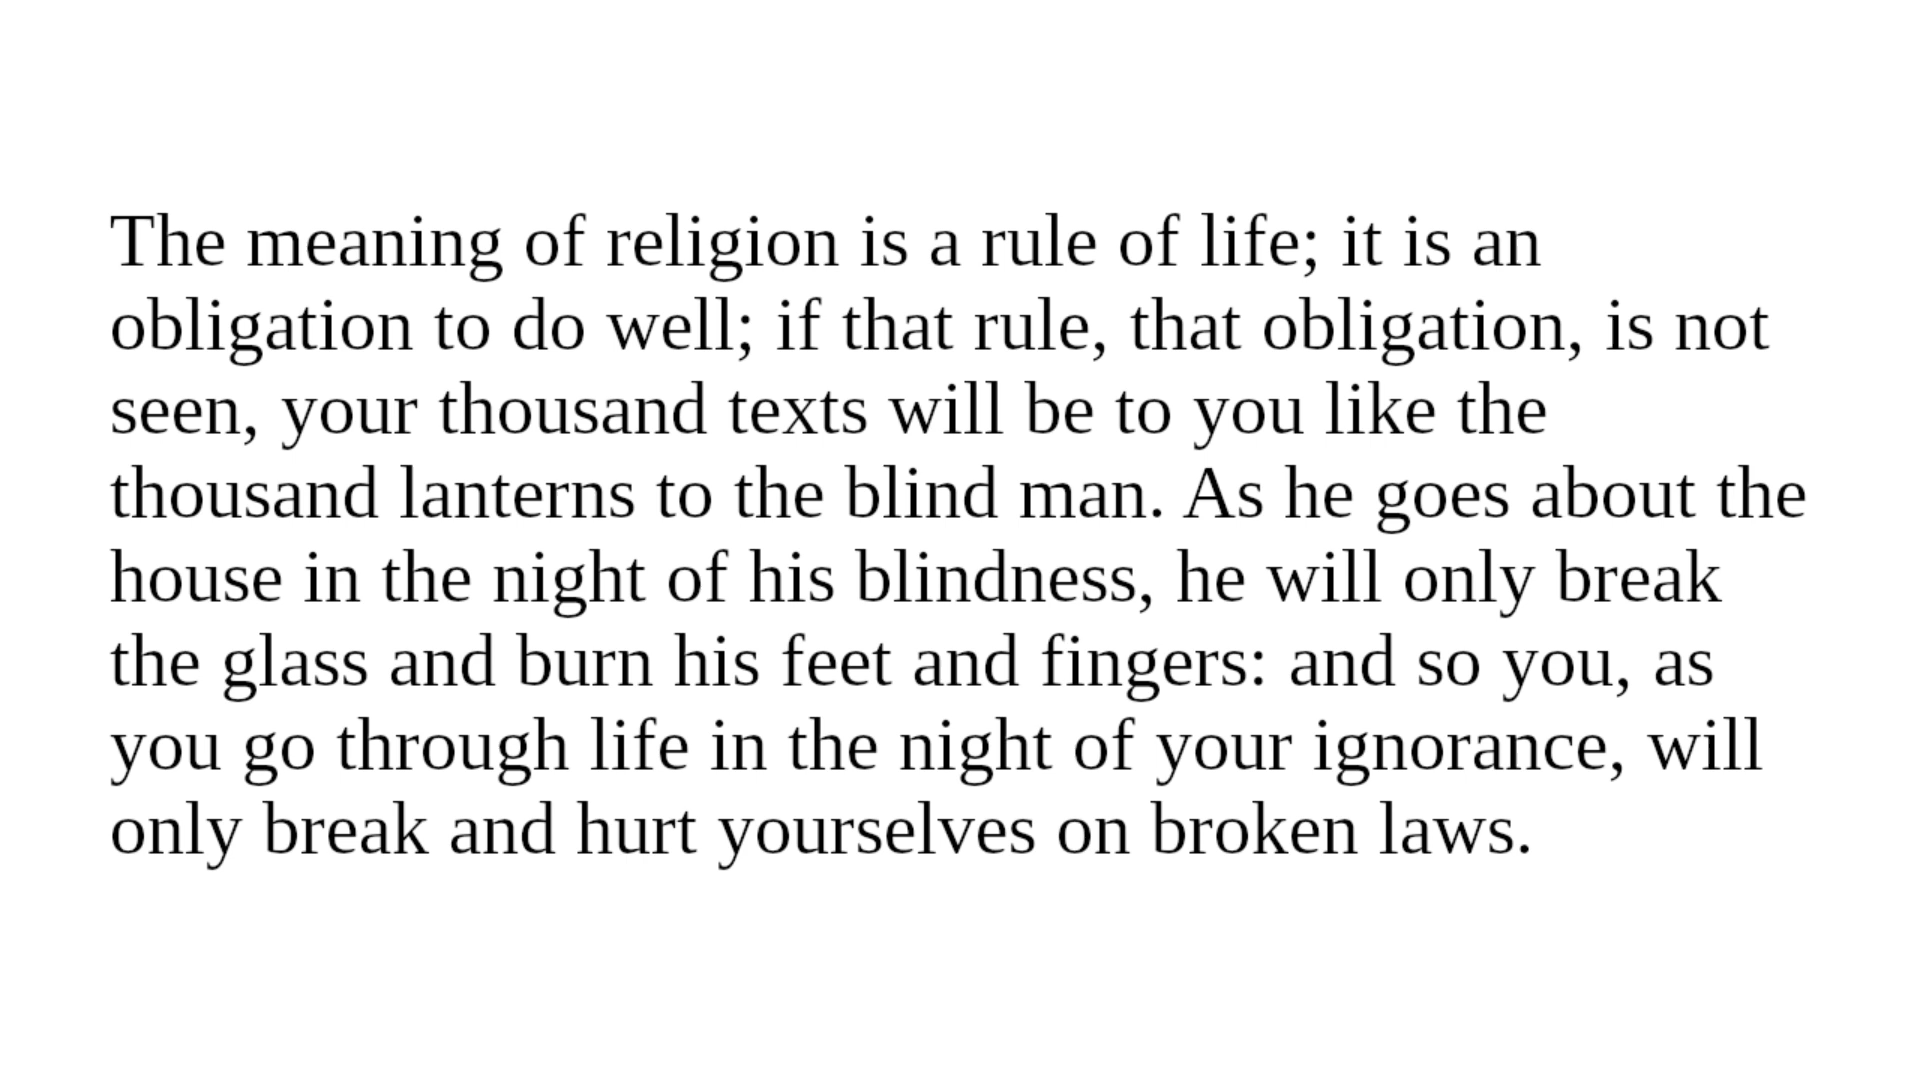 The meaning of religion is a rule of life; it is an
obligation to do well; if that rule, that obligation, is not
seen, your thousand texts will be to you like the
thousand lanterns to the blind man. As he goes about the
house in the night of his blindness, he will only break
the glass and burn his feet and fingers: and so you, as
you go through life in the night of your ignorance, will
only break and hurt yourselves on broken laws.